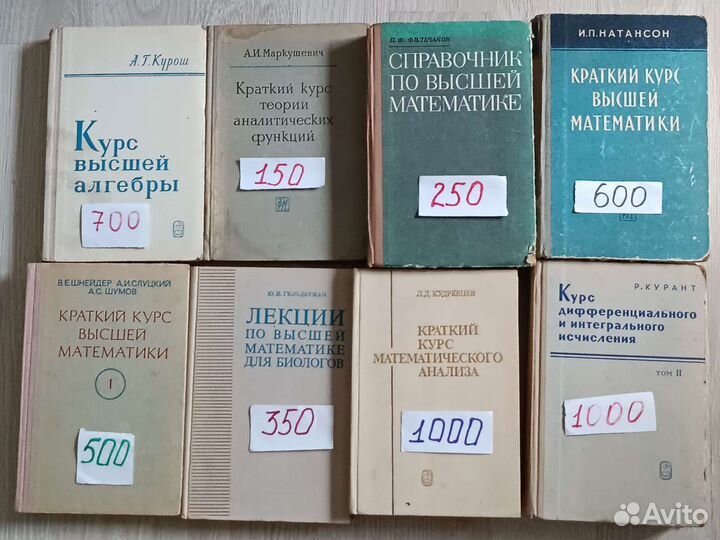 А.Г. Курош
Курс
высшей
алгебры
700
А.И. Маркушевич
Краткий курс
теории
аналитических
функций
150
П. Ф. ФИЛЬЧАКОВ
СПРАВОЧНИК
ПО ВЫСШЕЙ
МАТЕМАТИКЕ
250
И.П. НАТАНСОН
КРАТКИЙ КУРС
ВЫСШЕЙ
МАТЕМАТИКИ
600
В.Е. ШНЕЙДЕР А.И. СЛУЦКИЙ
А.С. ШУМОВ
КРАТКИЙ КУРС
ВЫСШЕЙ
МАТЕМАТИКИ
1
500
Ю. И. ГИЛЬДЕРМАН
ЛЕКЦИИ
ПО ВЫСШЕЙ
МАТЕМАТИКЕ
ДЛЯ БИОЛОГОВ
350
Л.Д. КУДРЯВЦЕВ
КРАТКИЙ
КУРС
МАТЕМАТИЧЕСКОГО
АНАЛИЗА
1000
Р. КУРАНТ
Курс
дифференциального
и интегрального
исчисления
ТОМ II
1000
Avito